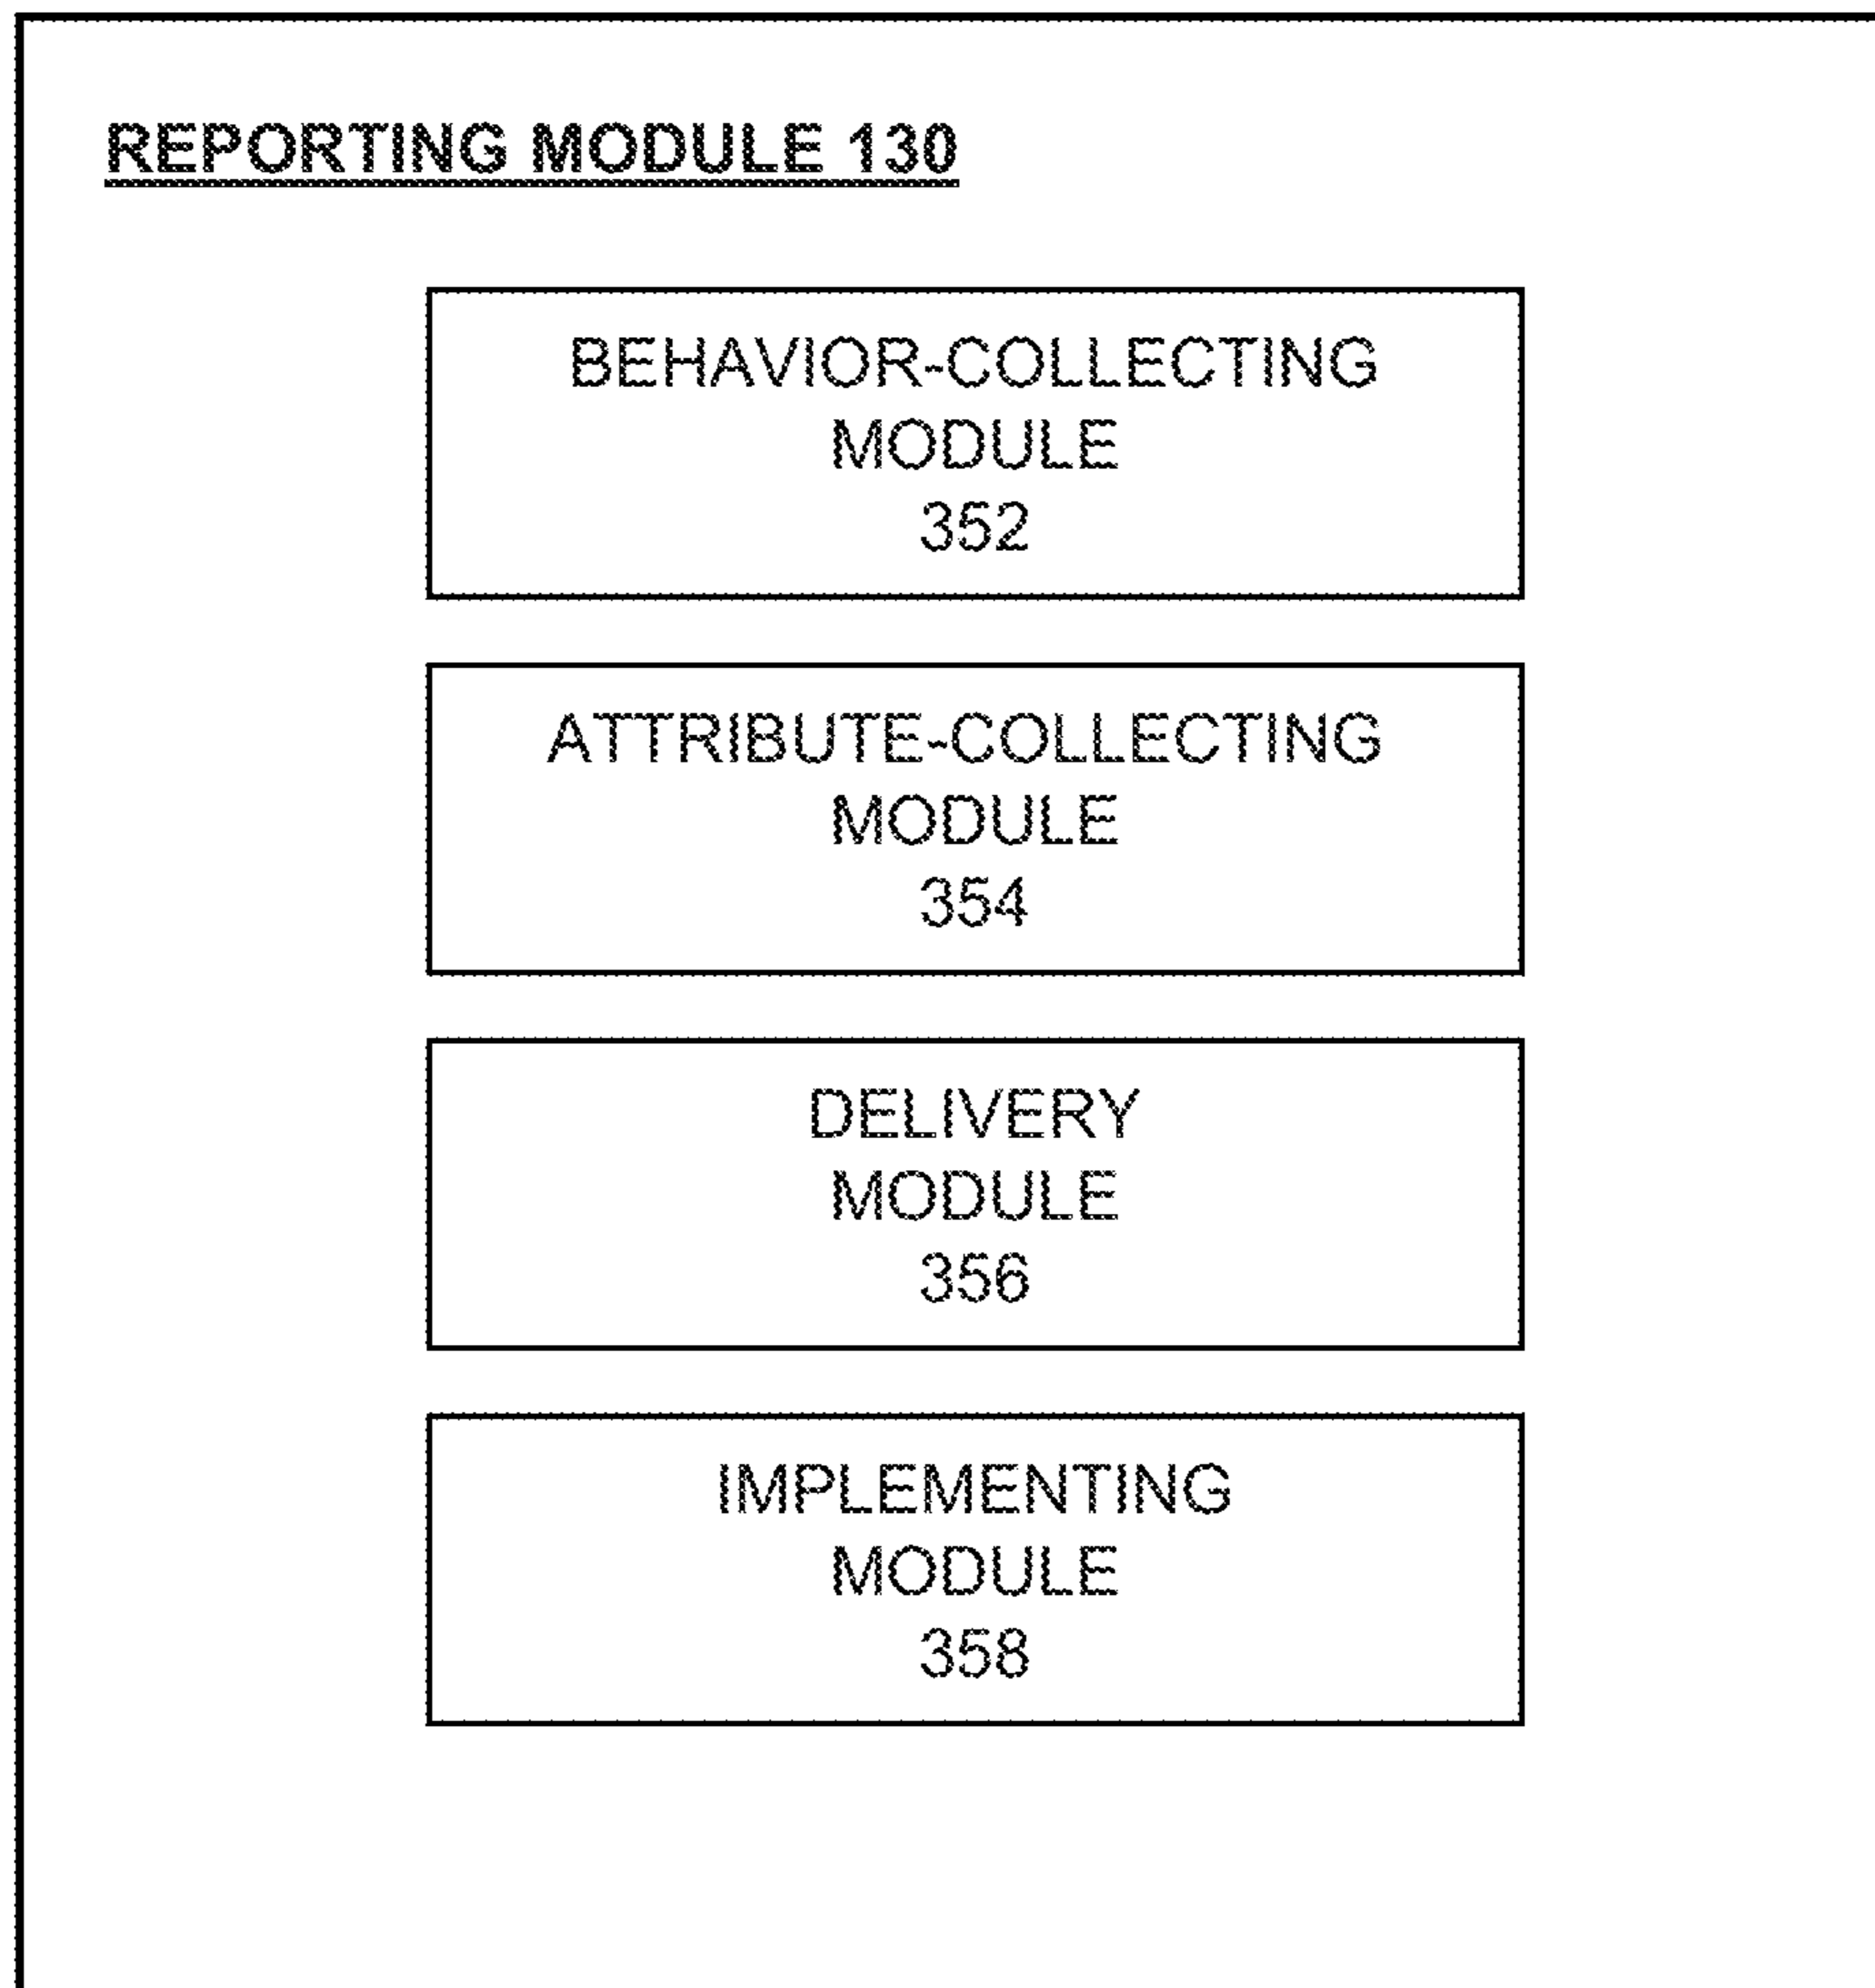 REPORTING MODULE 130
BEHAVIOR-COLLECTING
MODULE
352
ATTRIBUTE-COLLECTING
MODULE
354
DELIVERY
MODULE
356
IMPLEMENTING
MODULE
358